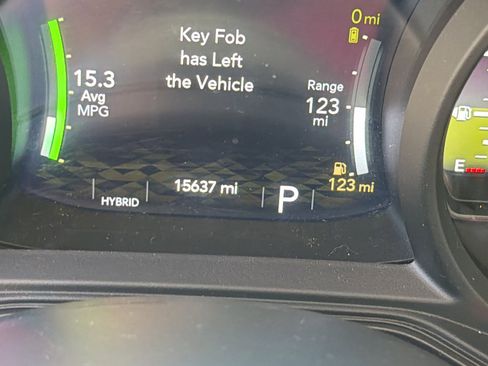 0 mi
Key Fob
has Left
the Vehicle
15.3
Avg
MPG
Range
123
mi
E
HYBRID
15637 mi
P
123 mi